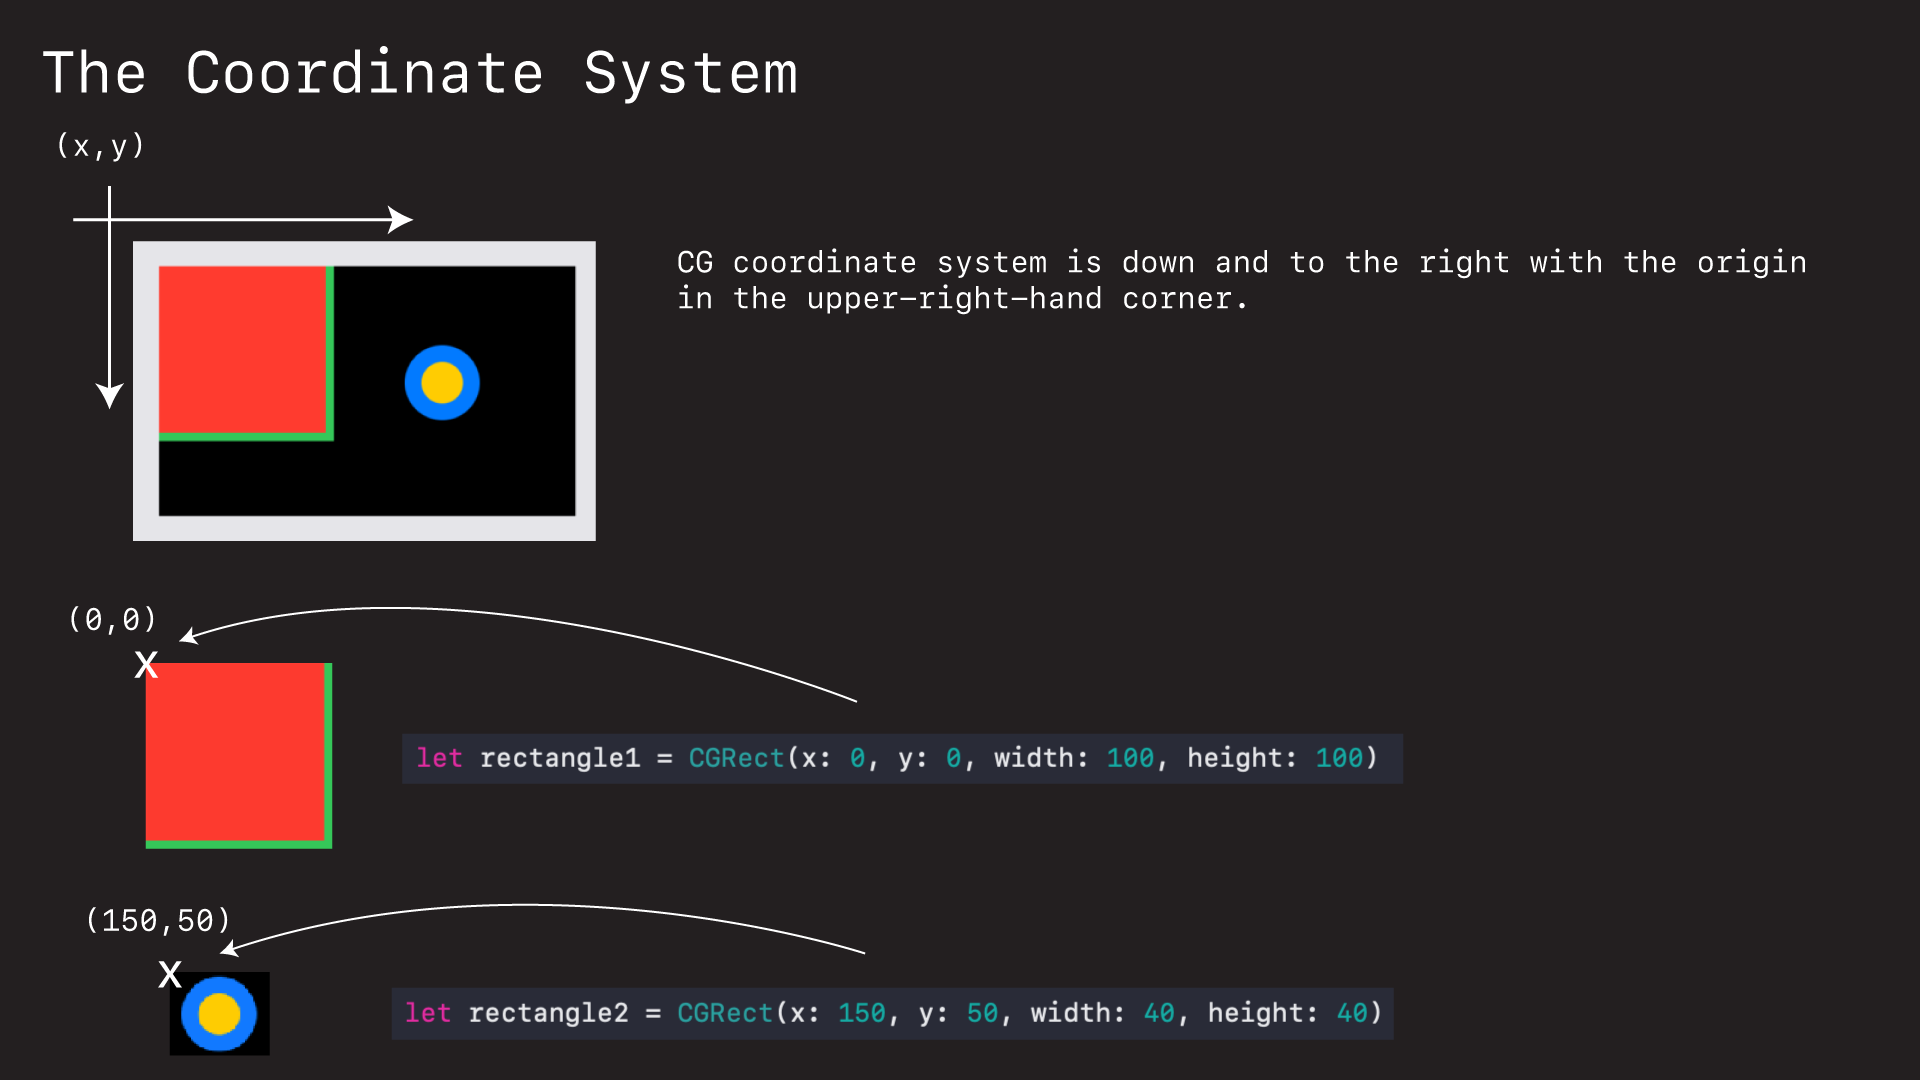 The Coordinate System
(x,y)
CG coordinate system is down and to the right with the origin
in the upper-right-hand corner.
(0,0)
X
let rectangle1 = CGRect(x: 0, y: 0, width: 100, height: 100)
(150,50)
X
let rectangle2 = CGRect(x: 150, y: 50, width: 40, height: 40)